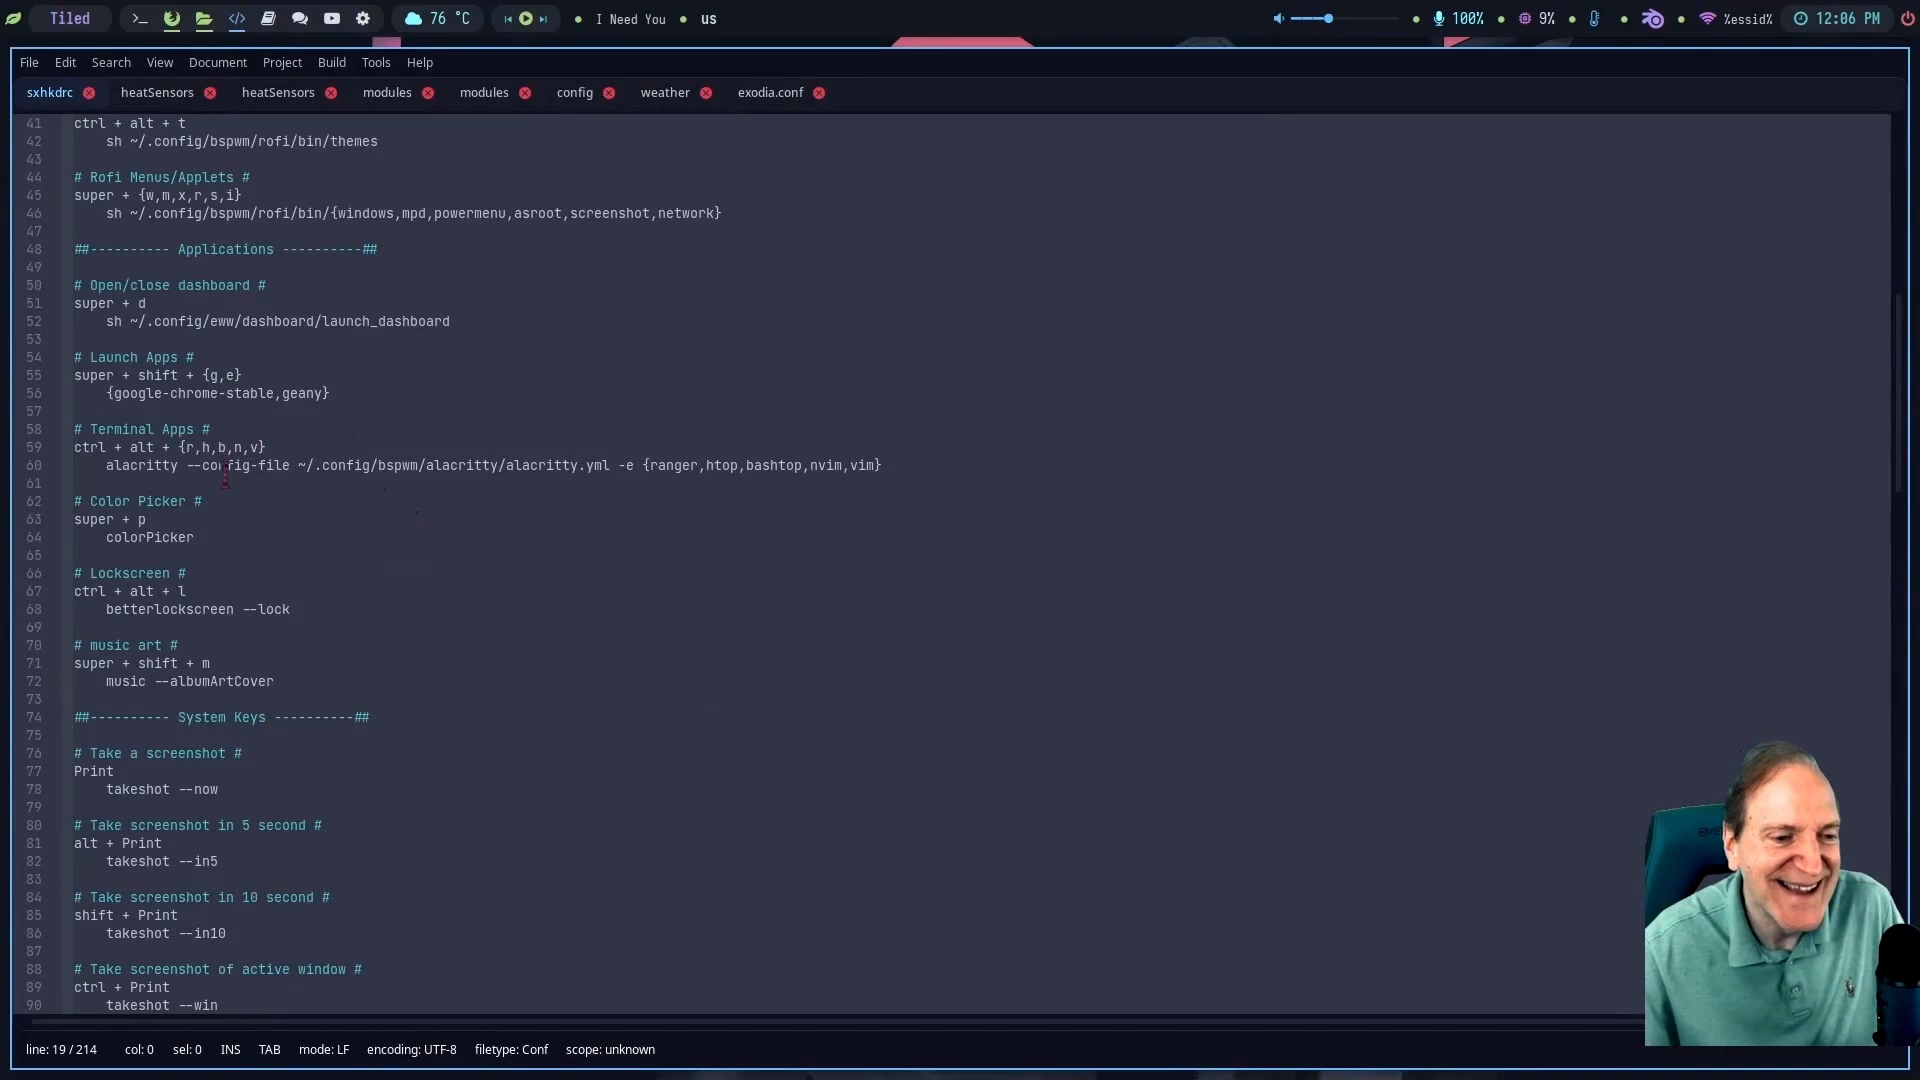 Tiled 76 °C I Need You us 100% 9% %essid% 12:06 PM
File Edit Search View Document Project Build Tools Help
sxhkdrc heatSensors heatSensors modules modules config weather exodia.conf
41 ctrl + alt + t
42 sh ~/.config/bspwm/rofi/bin/themes
43
44 # Rofi Menus/Applets #
45 super + {w,m,x,r,s,i}
46 sh ~/.config/bspwm/rofi/bin/{windows,mpd,powermenu,asroot,screenshot,network}
47
48 ##---------- Applications ----------##
49
50 # Open/close dashboard #
51 super + d
52 sh ~/.config/eww/dashboard/launch_dashboard
53
54 # Launch Apps #
55 super + shift + {g,e}
56 {google-chrome-stable,geany}
57
58 # Terminal Apps #
59 ctrl + alt + {r,h,b,n,v}
60 alacritty --config-file ~/.config/bspwm/alacritty/alacritty.yml -e {ranger,htop,bashtop,nvim,vim}
61
62 # Color Picker #
63 super + p
64 colorPicker
65
66 # Lockscreen #
67 ctrl + alt + l
68 betterlockscreen --lock
69
70 # music art #
71 super + shift + m
72 music --albumArtCover
73
74 ##---------- System Keys ----------##
75
76 # Take a screenshot #
77 Print
78 takeshot --now
79
80 # Take screenshot in 5 second #
81 alt + Print
82 takeshot --in5
83
84 # Take screenshot in 10 second #
85 shift + Print
86 takeshot --in10
87
88 # Take screenshot of active window #
89 ctrl + Print
90 takeshot --win
line: 19 / 214 col: 0 sel: 0 INS TAB mode: LF encoding: UTF-8 filetype: Conf scope: unknown